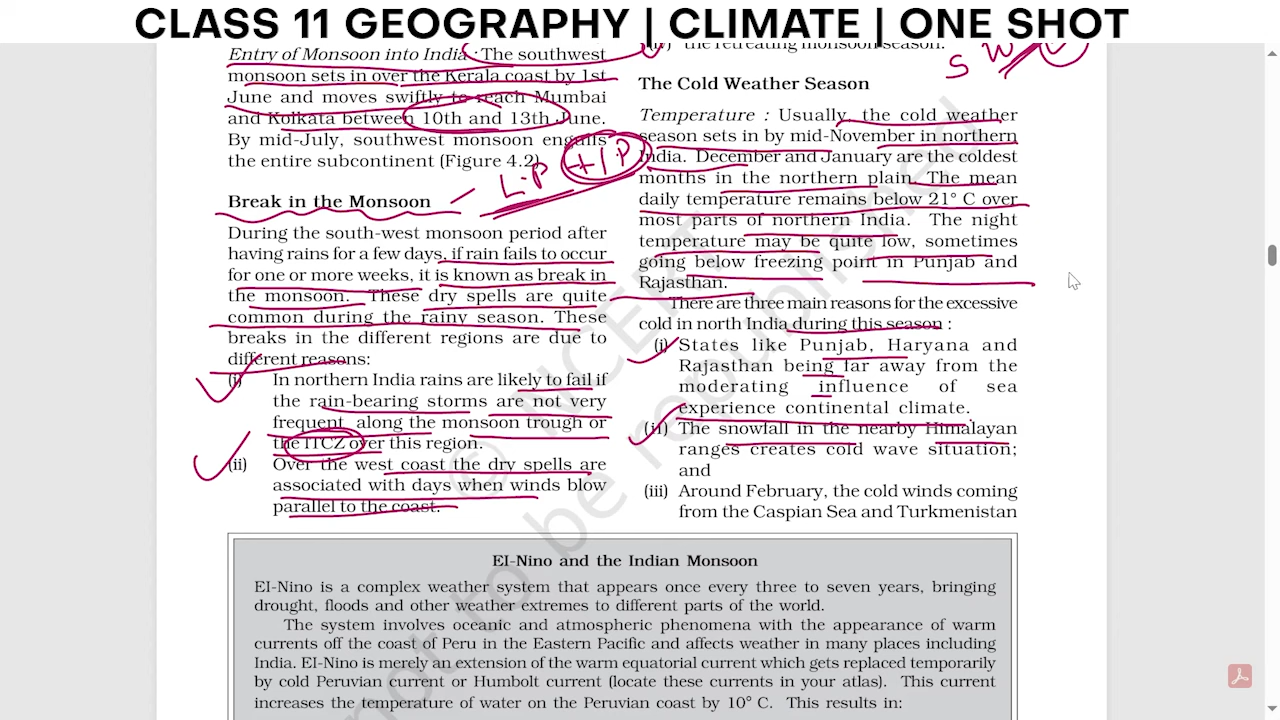 CLASS 11 GEOGRAPHY | CLIMATE | ONE SHOT
Entry of Monsoon into India : The southwest
monsoon sets in over the Kerala coast by 1st
June and moves swiftly to reach Mumbai
and Kolkata between 10th and 13th June.
By mid-July, southwest monsoon engulfs
the entire subcontinent (Figure 4.2)
L.P
+/P
Break in the Monsoon
During the south-west monsoon period after
having rains for a few days, if rain fails to occur
for one or more weeks, it is known as break in
the monsoon. These dry spells are quite
common during the rainy season. These
breaks in the different regions are due to
different reasons:
(i) In northern India rains are likely to fail if
the rain-bearing storms are not very
frequent along the monsoon trough or
the ITCZ over this region.
(ii) Over the west coast the dry spells are
associated with days when winds blow
parallel to the coast.
the retreating monsoon season.
S W
The Cold Weather Season
Temperature : Usually, the cold weather
season sets in by mid-November in northern
India. December and January are the coldest
months in the northern plain. The mean
daily temperature remains below 21° C over
most parts of northern India. The night
temperature may be quite low, sometimes
going below freezing point in Punjab and
Rajasthan.
There are three main reasons for the excessive
cold in north India during this season :
(i) States like Punjab, Haryana and
Rajasthan being far away from the
moderating influence of sea
experience continental climate.
(ii) The snowfall in the nearby Himalayan
ranges creates cold wave situation;
and
(iii) Around February, the cold winds coming
from the Caspian Sea and Turkmenistan
EI-Nino and the Indian Monsoon
EI-Nino is a complex weather system that appears once every three to seven years, bringing
drought, floods and other weather extremes to different parts of the world.
The system involves oceanic and atmospheric phenomena with the appearance of warm
currents off the coast of Peru in the Eastern Pacific and affects weather in many places including
India. EI-Nino is merely an extension of the warm equatorial current which gets replaced temporarily
by cold Peruvian current or Humbolt current (locate these currents in your atlas). This current
increases the temperature of water on the Peruvian coast by 10° C. This results in:
© NCERT
not to be republished